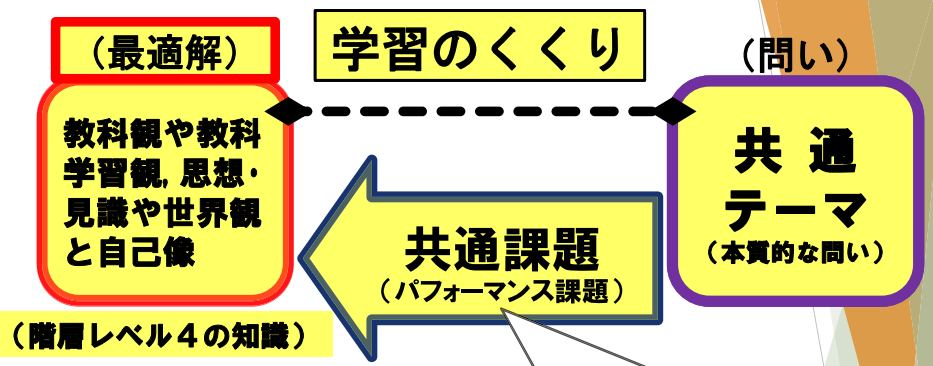 （最適解）
学習のくくり
（問い）
教科観や教科
学習観，思想・
見識や世界観
と自己像
共通
テーマ
（本質的な問い）
共通課題
（パフォーマンス課題）
（階層レベル４の知識）